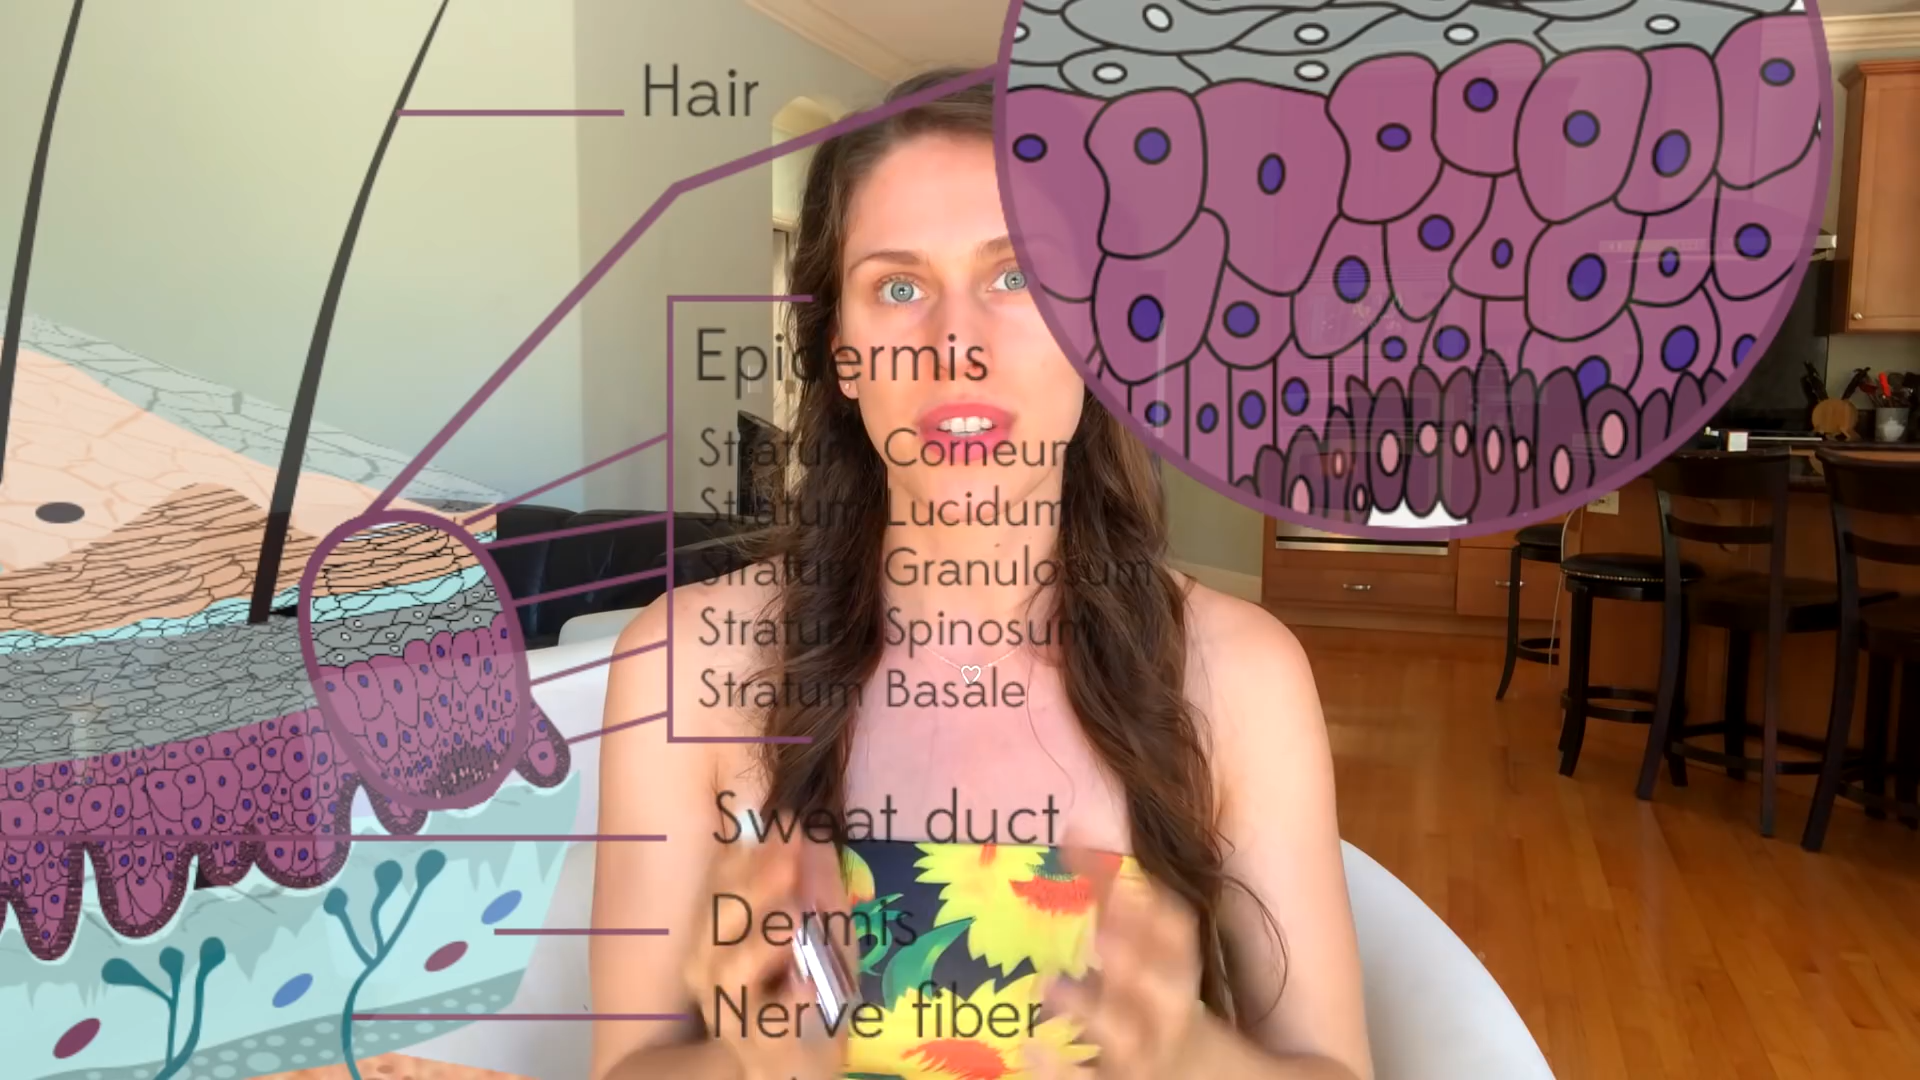 Hair
Epidermis
Stratum Corneum
Stratum Lucidum
Stratum Granulosum
Stratum Spinosum
Stratum Basale
Sweat duct
Dermis
Nerve fiber